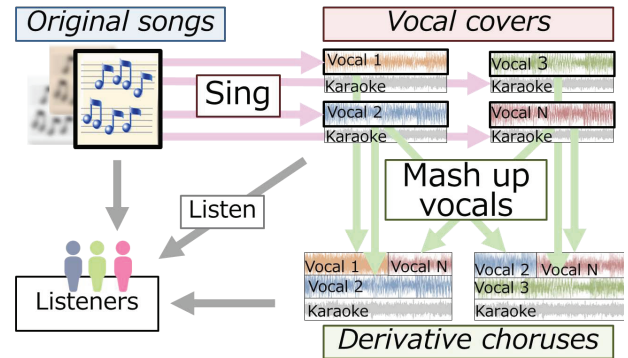 Original songs
Vocal covers
Vocal 1
Karaoke
Vocal 2
Karaoke
Vocal 3
Karaoke
Vocal N
Karaoke
Sing
Mash up
vocals
Listen
Listeners
Vocal 1
Vocal N
Vocal 2
Karaoke
Vocal 2
Vocal N
Vocal 3
Karaoke
Derivative choruses